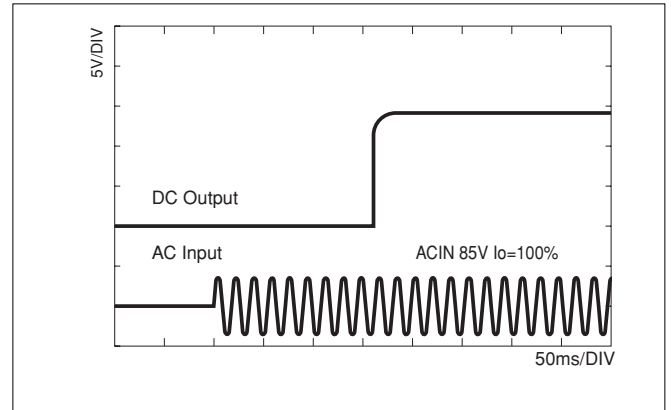 5V/DIV
DC Output
AC Input
ACIN 85V Io=100%
50ms/DIV